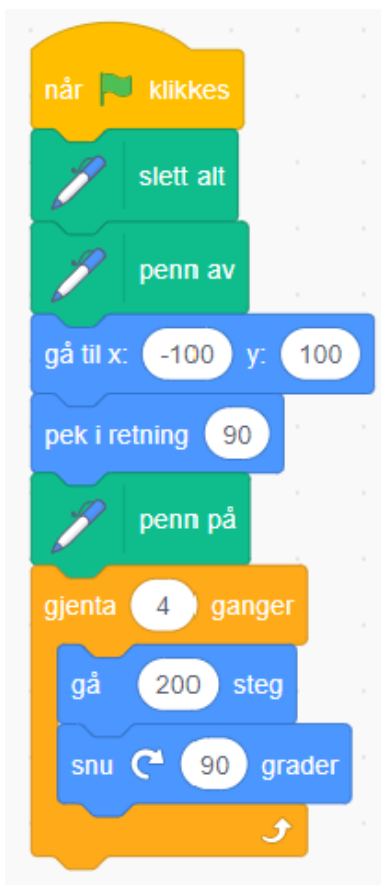 når klikkes
slett alt
penn av
gå til x: -100 y: 100
pek i retning 90
penn på
gjenta 4 ganger
gå 200 steg
snu 90 grader